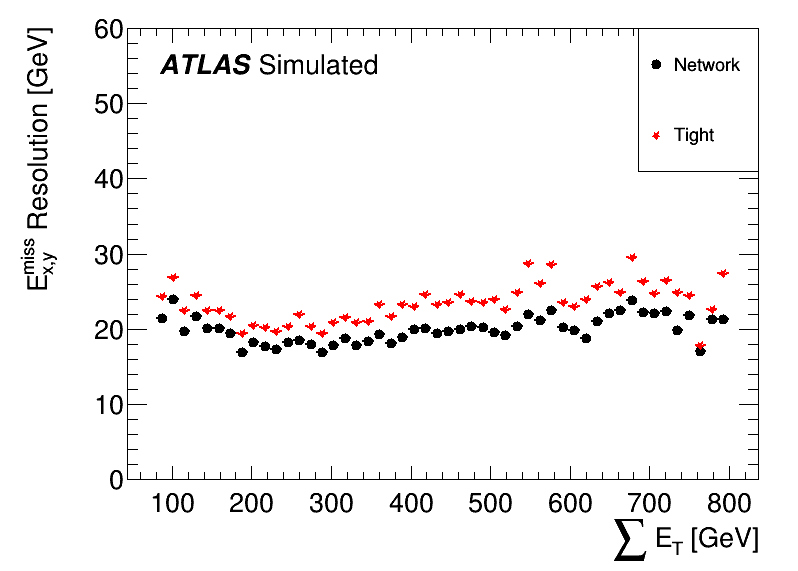 ATLAS Simulated
Network
Tight
E_{x,y}^{miss} Resolution [GeV]
60
50
40
30
20
10
0
100 200 300 400 500 600 700 800
∑ E_T [GeV]